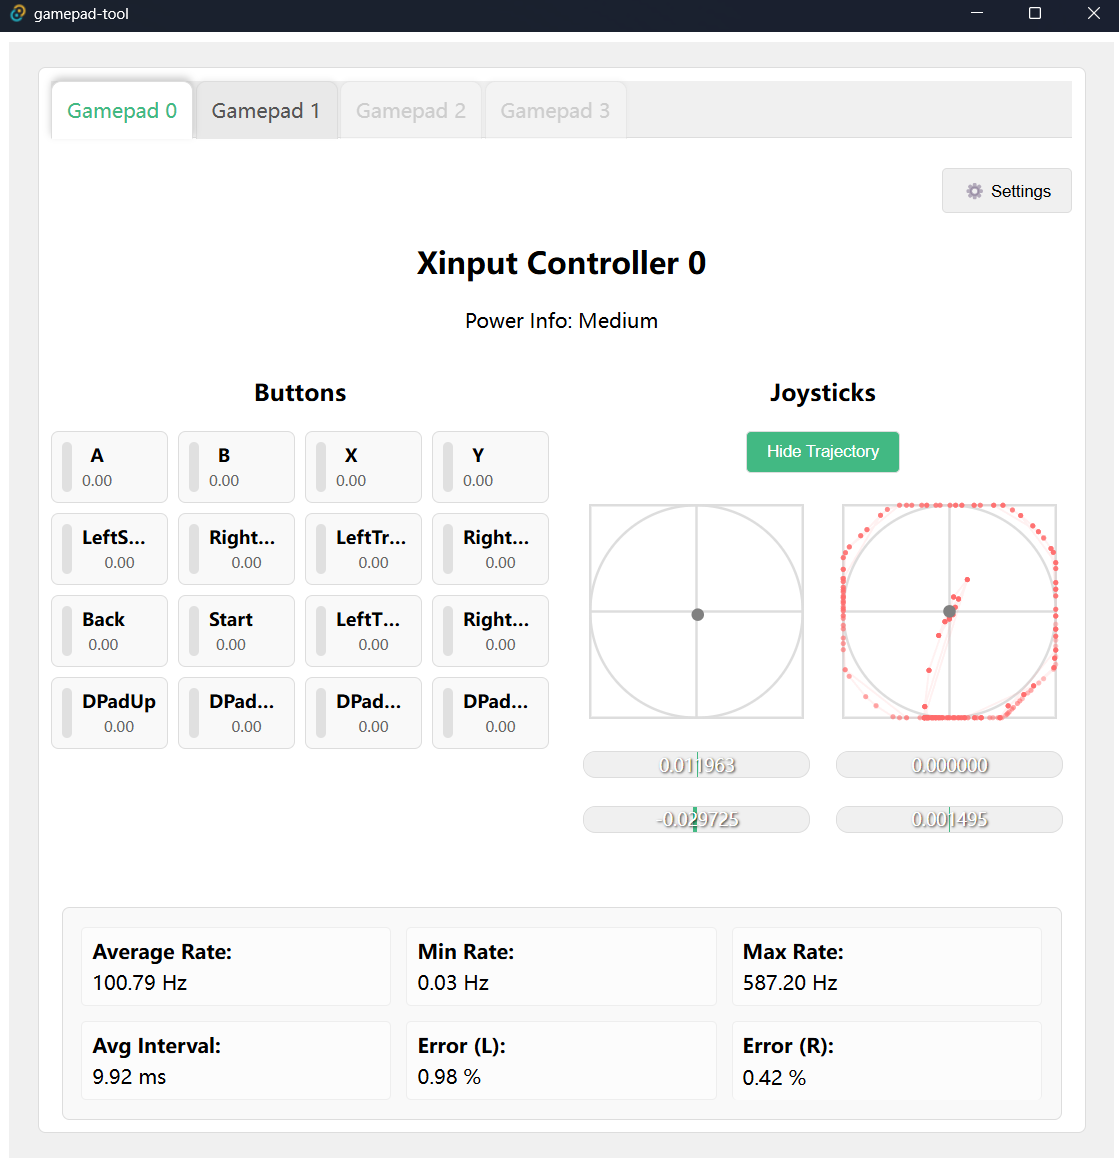 gamepad-tool
Gamepad 0
Gamepad 1
Gamepad 2
Gamepad 3
Settings
Xinput Controller 0
Power Info: Medium
Buttons
A
0.00
B
0.00
X
0.00
Y
0.00
LeftS...
0.00
Right...
0.00
LeftTr...
0.00
Right...
0.00
Back
0.00
Start
0.00
LeftT...
0.00
Right...
0.00
DPadUp
0.00
DPad...
0.00
DPad...
0.00
DPad...
0.00
Joysticks
Hide Trajectory
0.011963
0.000000
-0.029725
0.001495
Average Rate:
100.79 Hz
Min Rate:
0.03 Hz
Max Rate:
587.20 Hz
Avg Interval:
9.92 ms
Error (L):
0.98 %
Error (R):
0.42 %